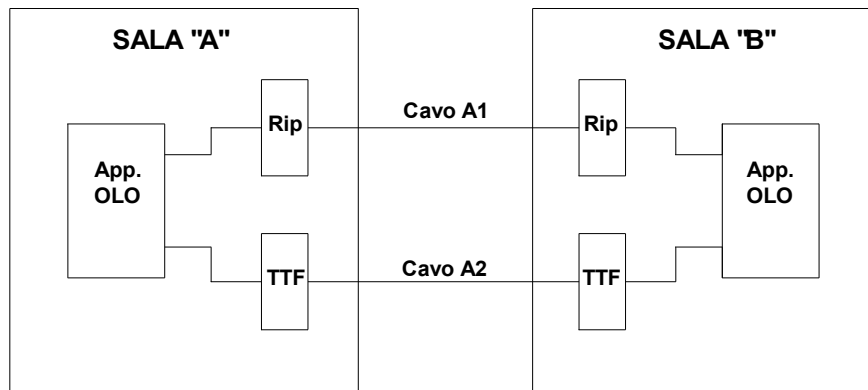 SALA "A"
SALA "B"
Rip
Cavo A1
Rip
App.
OLO
App.
OLO
TTF
Cavo A2
TTF